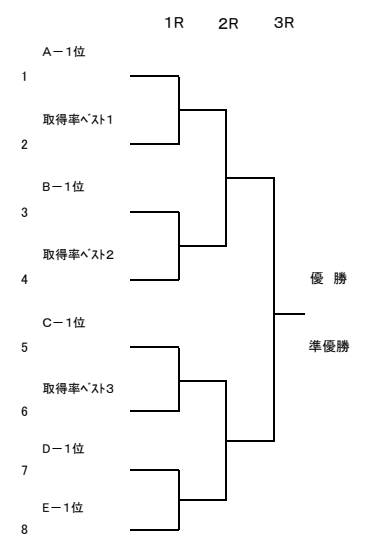 1R 2R 3R
A－1位
1
取得率ﾍﾞｽﾄ1
2
B－1位
3
取得率ﾍﾞｽﾄ2
4
優　勝
C－1位
準優勝
5
取得率ﾍﾞｽﾄ3
6
D－1位
7
E－1位
8